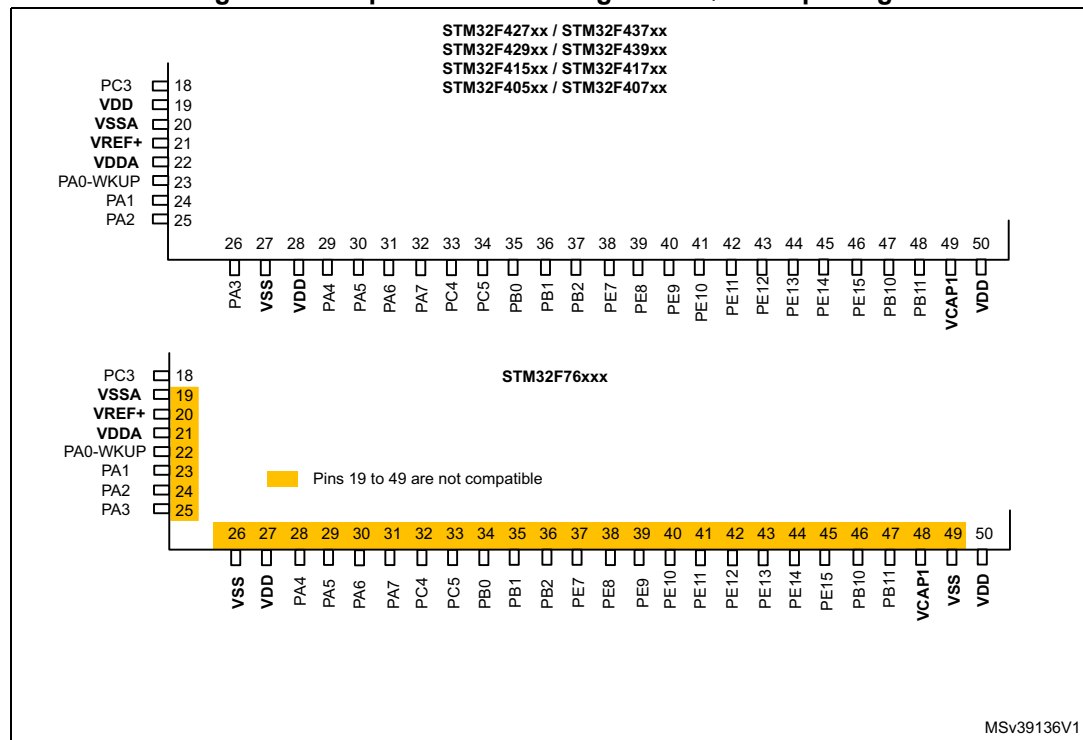 STM32F427xx / STM32F437xx
STM32F429xx / STM32F439xx
STM32F415xx / STM32F417xx
STM32F405xx / STM32F407xx
PC3 18
VDD 19
VSSA 20
VREF+ 21
VDDA 22
PA0-WKUP 23
PA1 24
PA2 25
26 27 28 29 30 31 32 33 34 35 36 37 38 39 40 41 42 43 44 45 46 47 48 49 50
PA3 VSS VDD PA4 PA5 PA6 PA7 PC4 PC5 PB0 PB1 PB2 PE7 PE8 PE9 PE10 PE11 PE12 PE13 PE14 PE15 PB10 PB11 VCAP1 VDD
STM32F76xxx
PC3 18
VSSA 19
VREF+ 20
VDDA 21
PA0-WKUP 22
PA1 23
PA2 24
PA3 25
Pins 19 to 49 are not compatible
26 27 28 29 30 31 32 33 34 35 36 37 38 39 40 41 42 43 44 45 46 47 48 49 50
VSS VDD PA4 PA5 PA6 PA7 PC4 PC5 PB0 PB1 PB2 PE7 PE8 PE9 PE10 PE11 PE12 PE13 PE14 PE15 PB10 PB11 VCAP1 VSS VDD
MSv39136V1